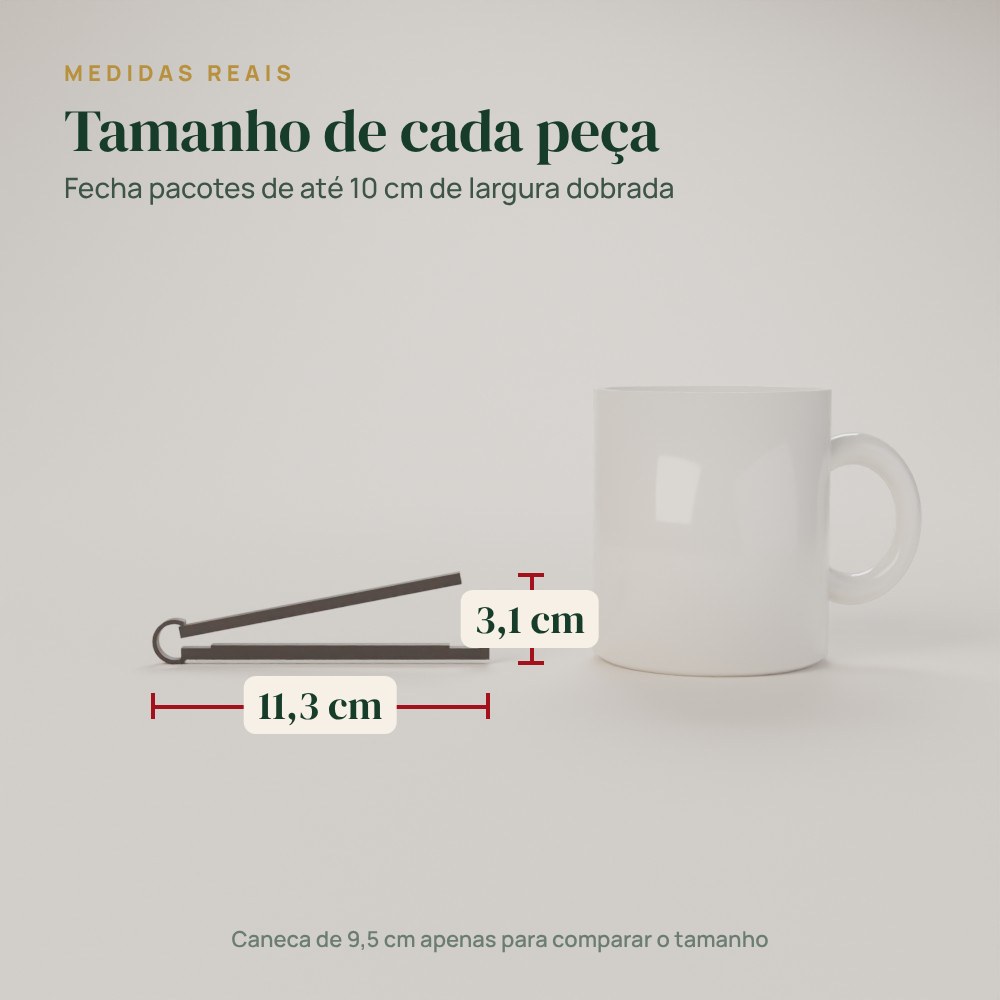 MEDIDAS REAIS
Tamanho de cada peça
Fecha pacotes de até 10 cm de largura dobrada
3,1 cm
11,3 cm
Caneca de 9,5 cm apenas para comparar o tamanho